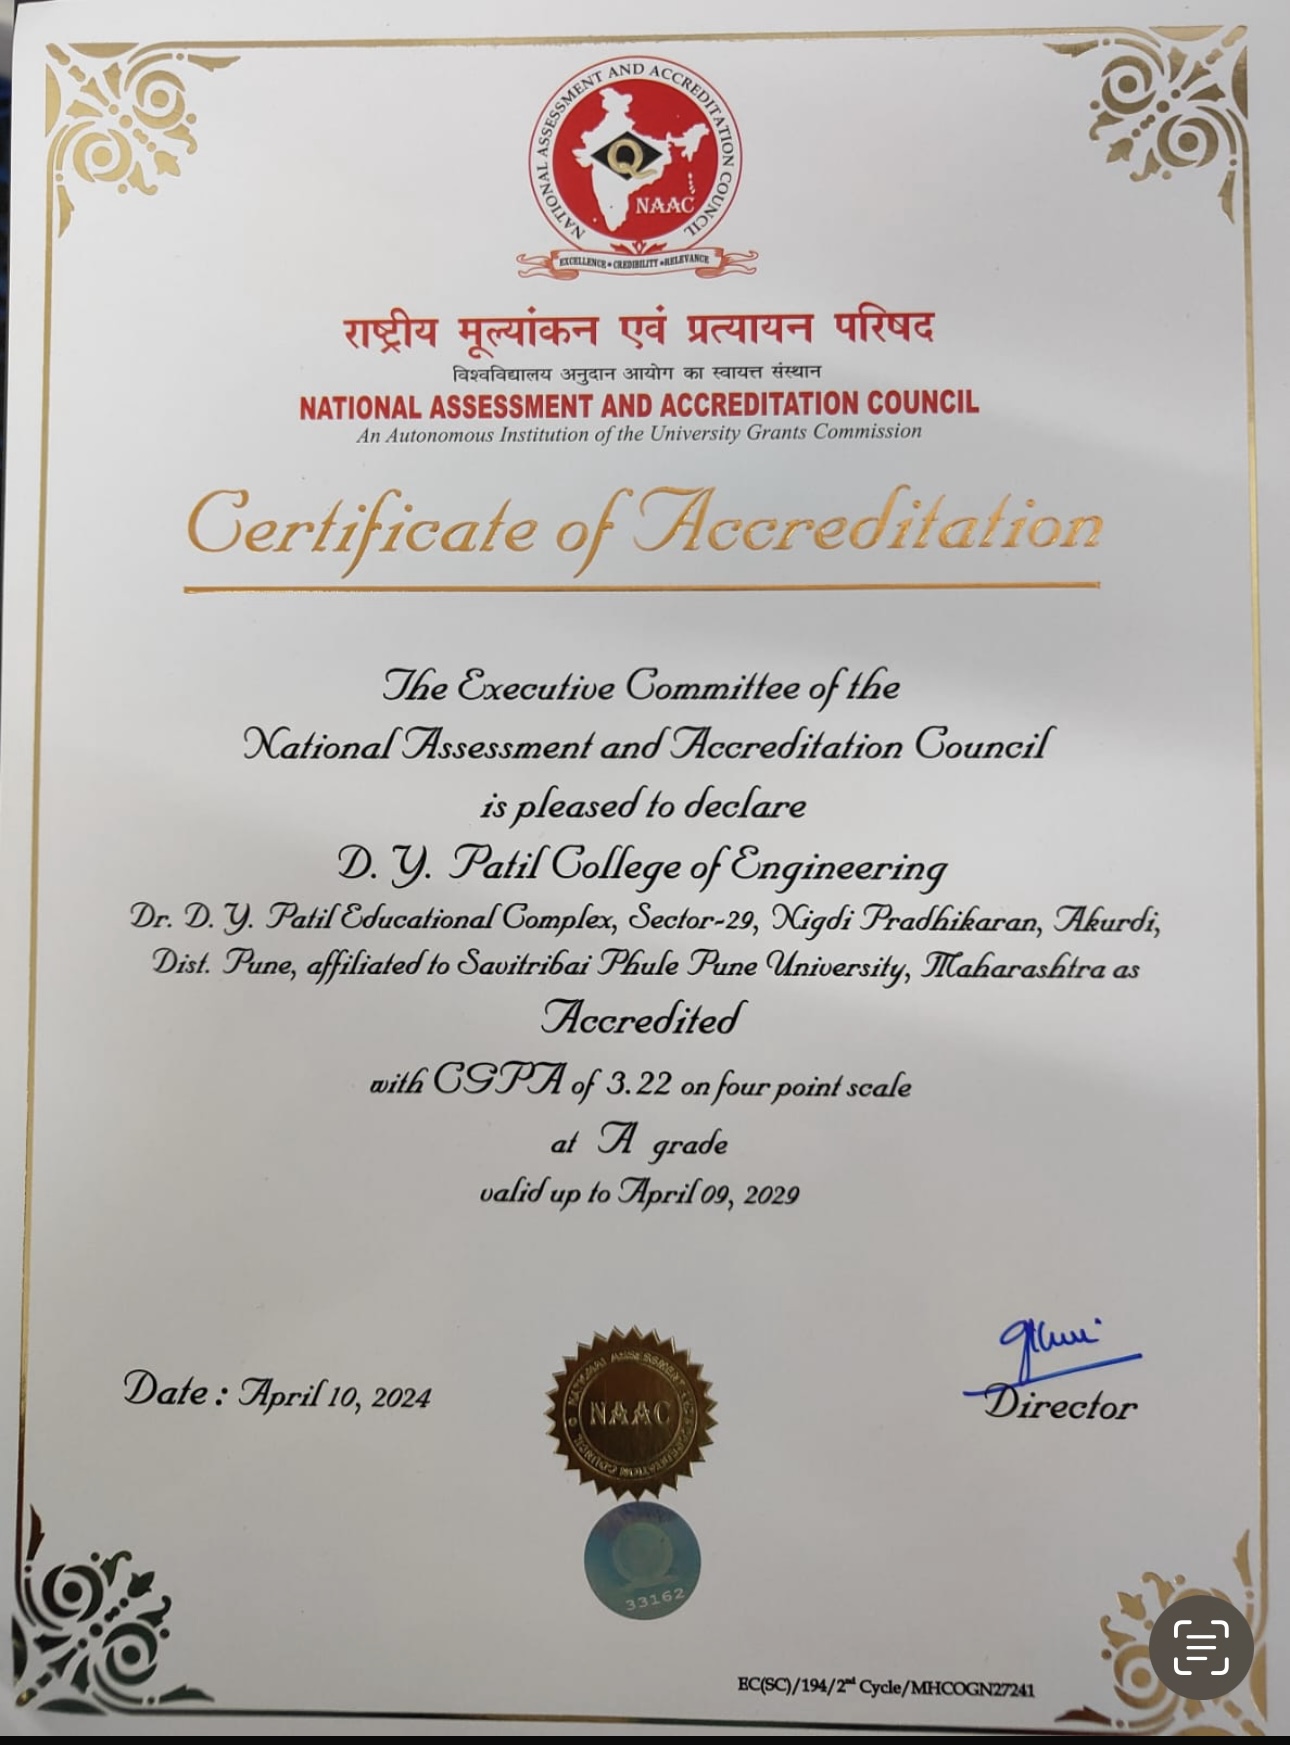 NATIONAL ASSESSMENT AND ACCREDITATION COUNCIL
Q
NAAC
EXCELLENCE • CREDIBILITY • RELEVANCE
राष्ट्रीय मूल्यांकन एवं प्रत्यायन परिषद
विश्वविद्यालय अनुदान आयोग का स्वायत्त संस्थान
NATIONAL ASSESSMENT AND ACCREDITATION COUNCIL
An Autonomous Institution of the University Grants Commission
Certificate of Accreditation
The Executive Committee of the
National Assessment and Accreditation Council
is pleased to declare
D. Y. Patil College of Engineering
Dr. D. Y. Patil Educational Complex, Sector-29, Nigdi Pradhikaran, Akurdi,
Dist. Pune, affiliated to Savitribai Phule Pune University, Maharashtra as
Accredited
with CGPA of 3.22 on four point scale
at A grade
valid up to April 09, 2029
Date : April 10, 2024
Director
NATIONAL ASSESSMENT AND ACCREDITATION COUNCIL
NAAC
33162
EC(SC)/194/2nd Cycle/MHCOGN27241